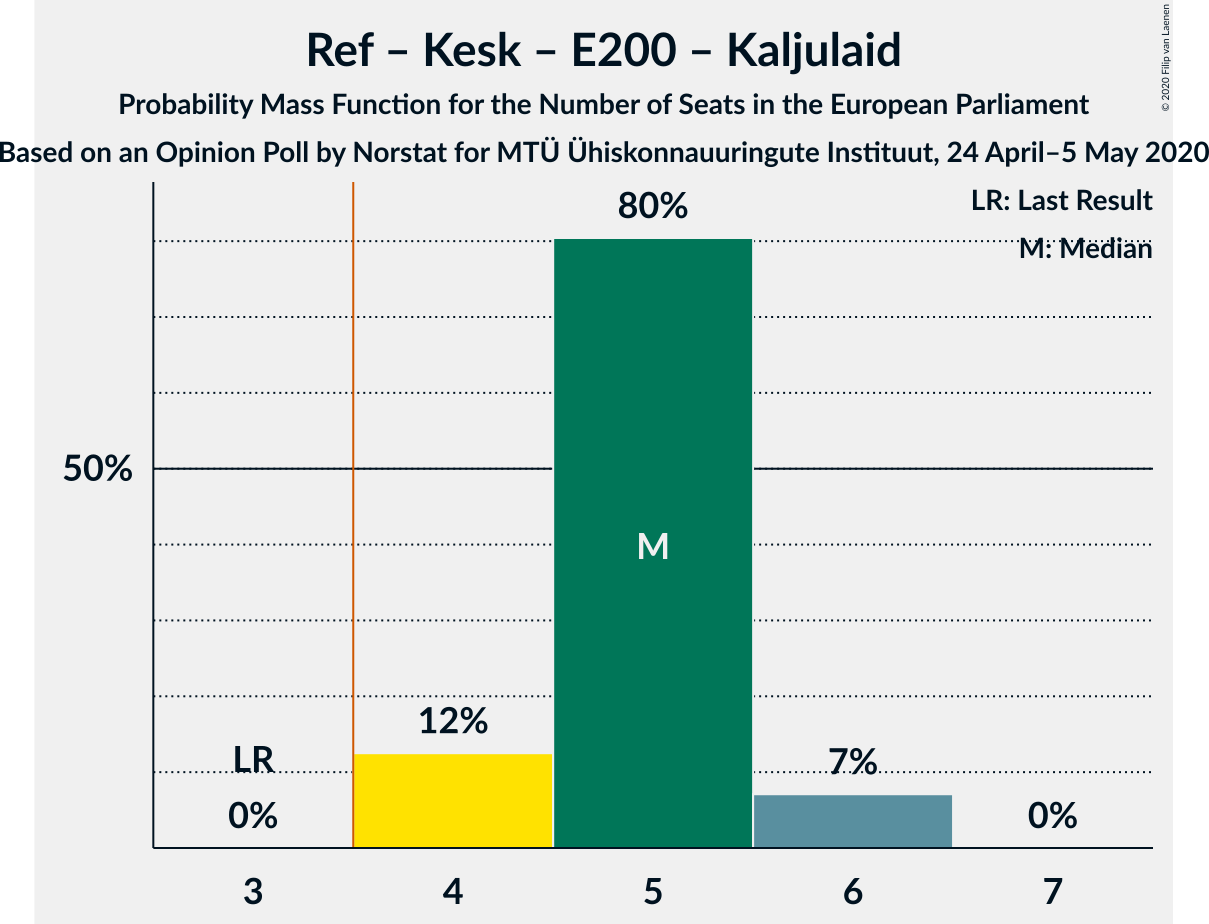 Ref – Kesk – E200 – Kaljulaid
Probability Mass Function for the Number of Seats in the European Parliament
Based on an Opinion Poll by Norstat for MTÜ Ühiskonnauuringute Instituut, 24 April–5 May 2020
© 2020 Filip van Laenen
LR: Last Result
M: Median
80%
50%
M
12%
LR
7%
0%
0%
3 4 5 6 7